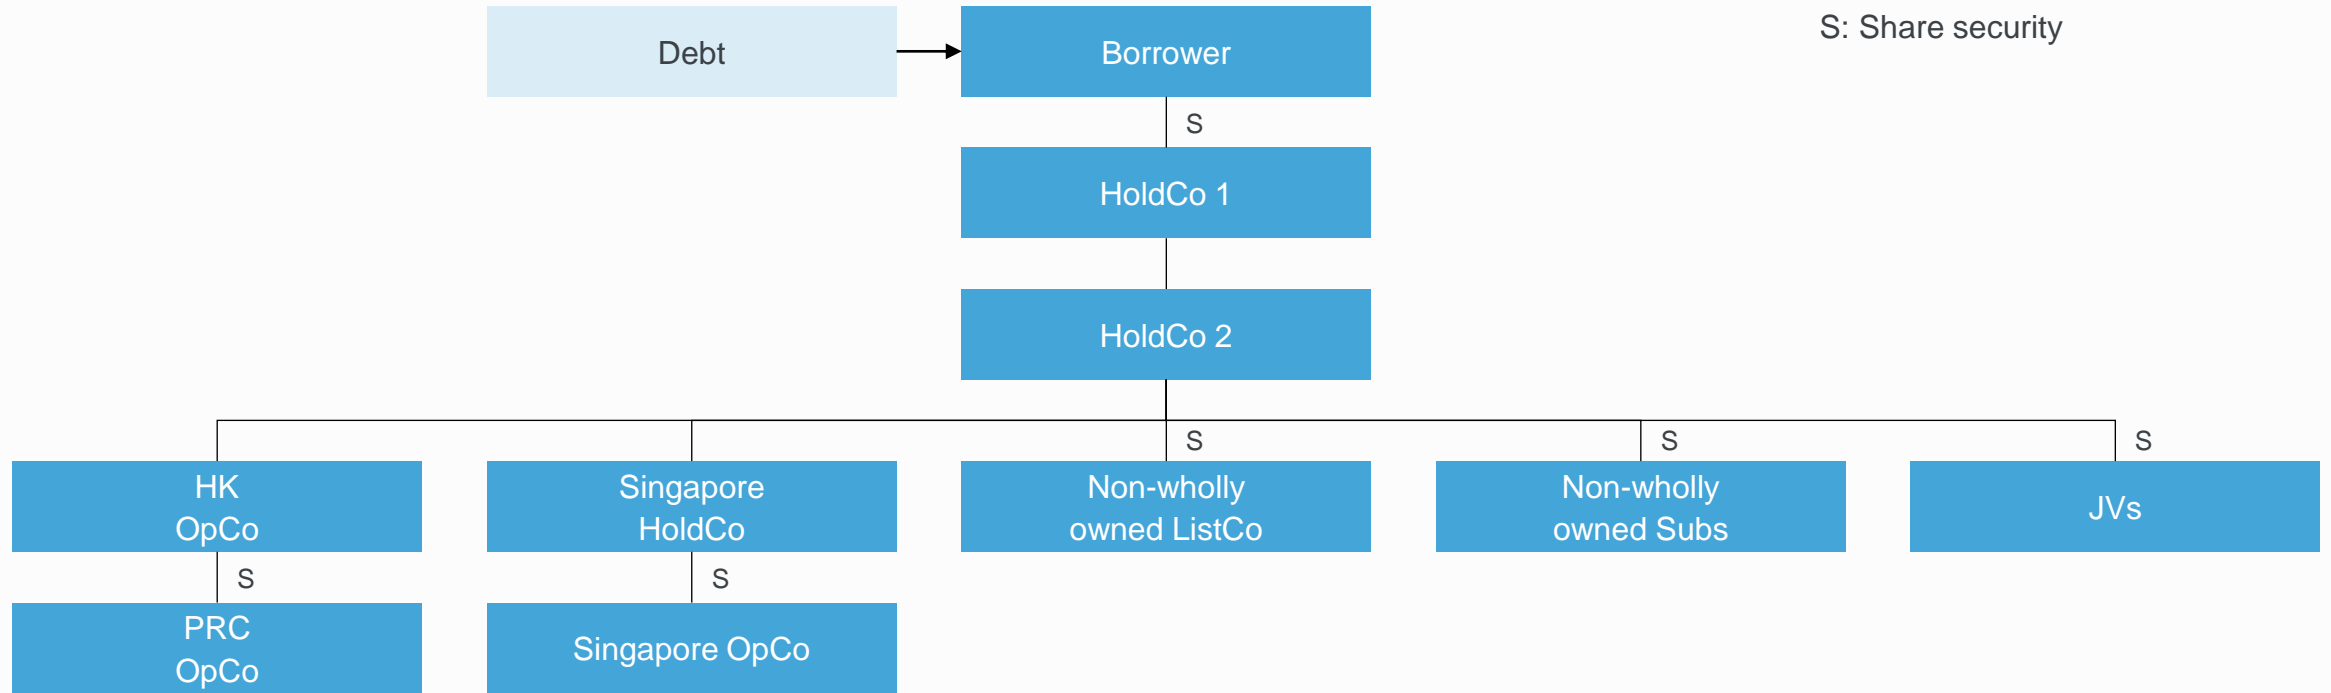 Debt
Borrower
S: Share security
S
HoldCo 1
HoldCo 2
S
S
S
HK
OpCo
Singapore
HoldCo
Non-wholly
owned ListCo
Non-wholly
owned Subs
JVs
S
S
PRC
OpCo
Singapore OpCo